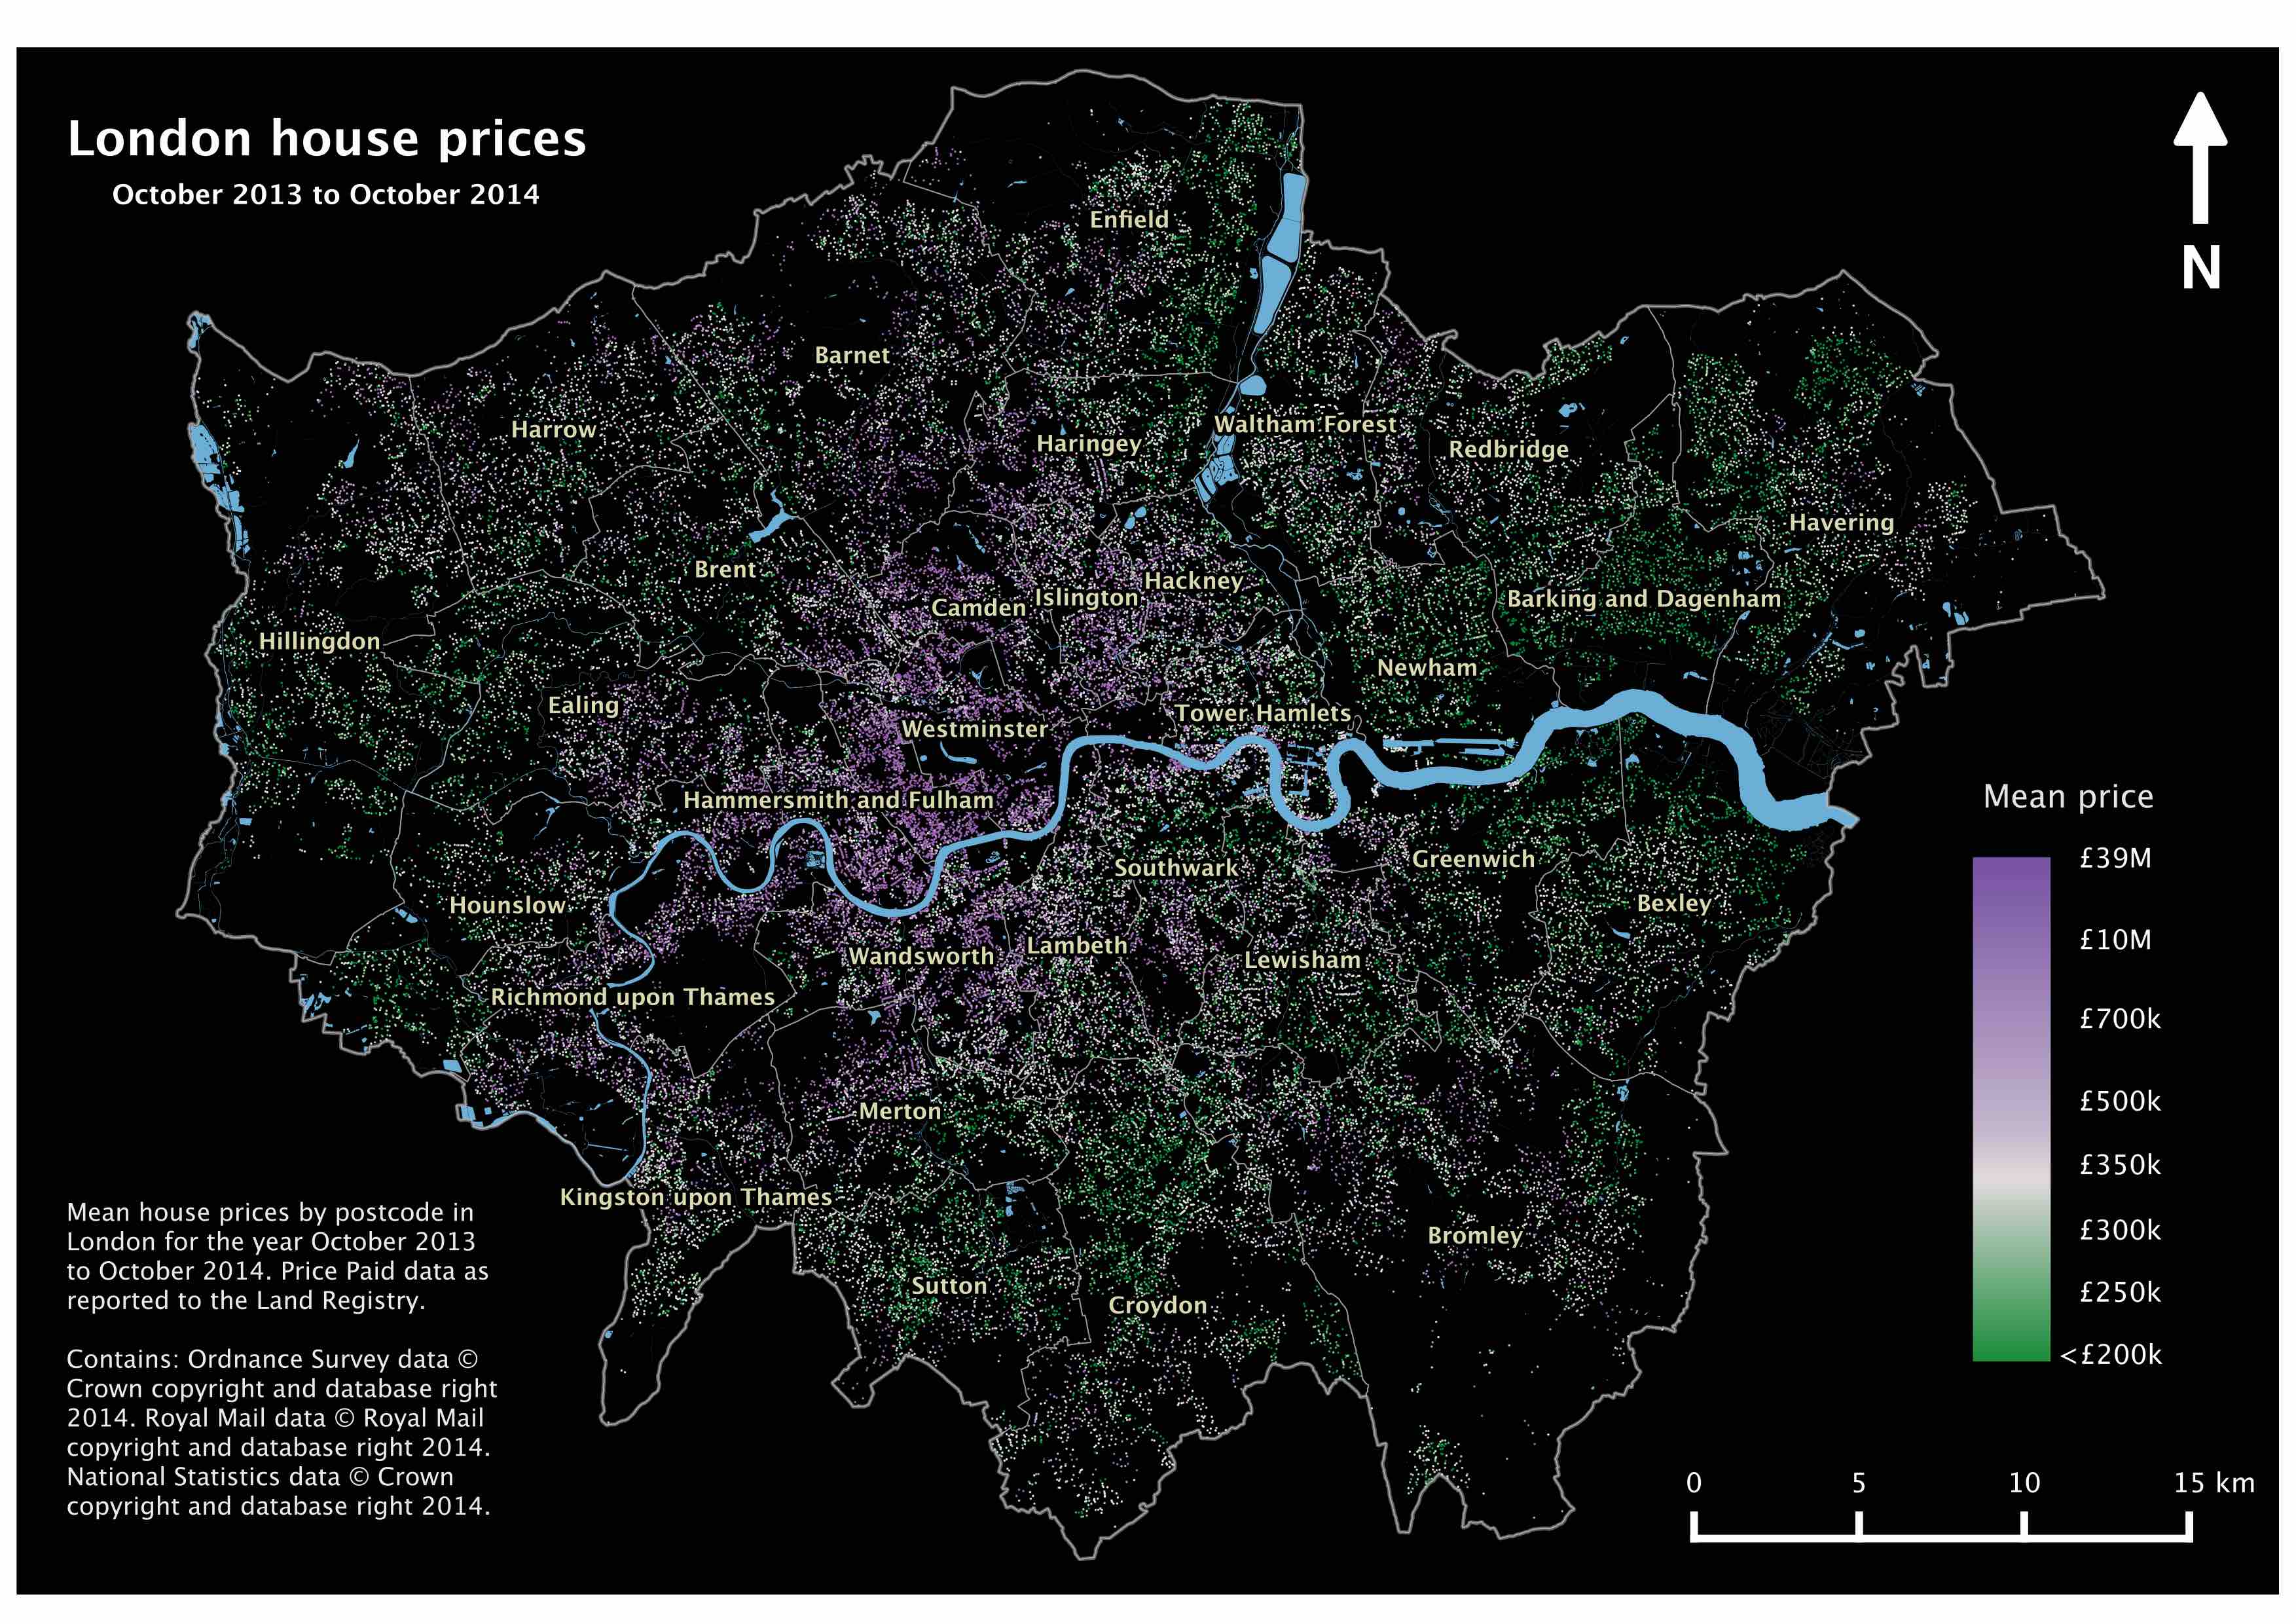 London house prices
October 2013 to October 2014
N
Enfield
Barnet
Harrow
Haringey
Waltham Forest
Redbridge
Havering
Brent
Hackney
Islington
Camden
Barking and Dagenham
Hillingdon
Newham
Ealing
Tower Hamlets
Westminster
Hammersmith and Fulham
Southwark
Greenwich
Hounslow
Bexley
Wandsworth
Lambeth
Lewisham
Richmond upon Thames
Merton
Kingston upon Thames
Bromley
Sutton
Croydon
Mean price
£39M
£10M
£700k
£500k
£350k
£300k
£250k
<£200k
Mean house prices by postcode in
London for the year October 2013
to October 2014. Price Paid data as
reported to the Land Registry.
Contains: Ordnance Survey data ©
Crown copyright and database right
2014. Royal Mail data © Royal Mail
copyright and database right 2014.
National Statistics data © Crown
copyright and database right 2014.
0 5 10 15 km